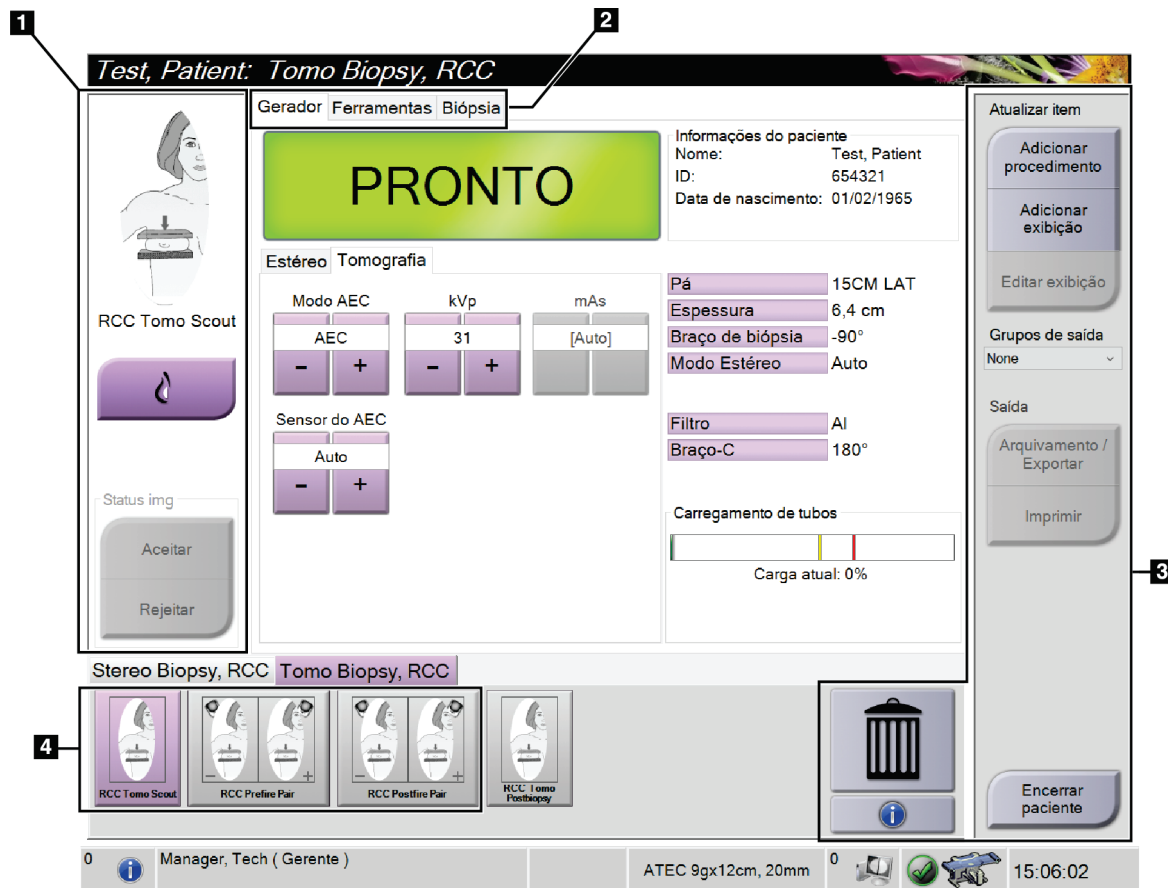 1
2
Test, Patient: Tomo Biopsy, RCC
Gerador Ferramentas Biópsia
PRONTO
Informações do paciente
Nome: Test, Patient
ID: 654321
Data de nascimento: 01/02/1965
Estéreo Tomografia
Modo AEC kVp mAs
AEC 31 [Auto]
- + - +
Sensor do AEC
Auto
- +
Pá 15CM LAT
Espessura 6,4 cm
Braço de biópsia -90°
Modo Estéreo Auto
Filtro Al
Braço-C 180°
Carregamento de tubos
Carga atual: 0%
RCC Tomo Scout
Status img
Aceitar
Rejeitar
Atualizar item
Adicionar
procedimento
Adicionar
exibição
Editar exibição
Grupos de saída
None
Saída
Arquivamento /
Exportar
Imprimir
3
Stereo Biopsy, RCC Tomo Biopsy, RCC
4
RCC Tomo Scout
- +
RCC Prefire Pair
- +
RCC Postfire Pair
RCC Tomo
Postbiopsy
Encerrar
paciente
0 Manager, Tech ( Gerente ) ATEC 9gx12cm, 20mm 0 15:06:02